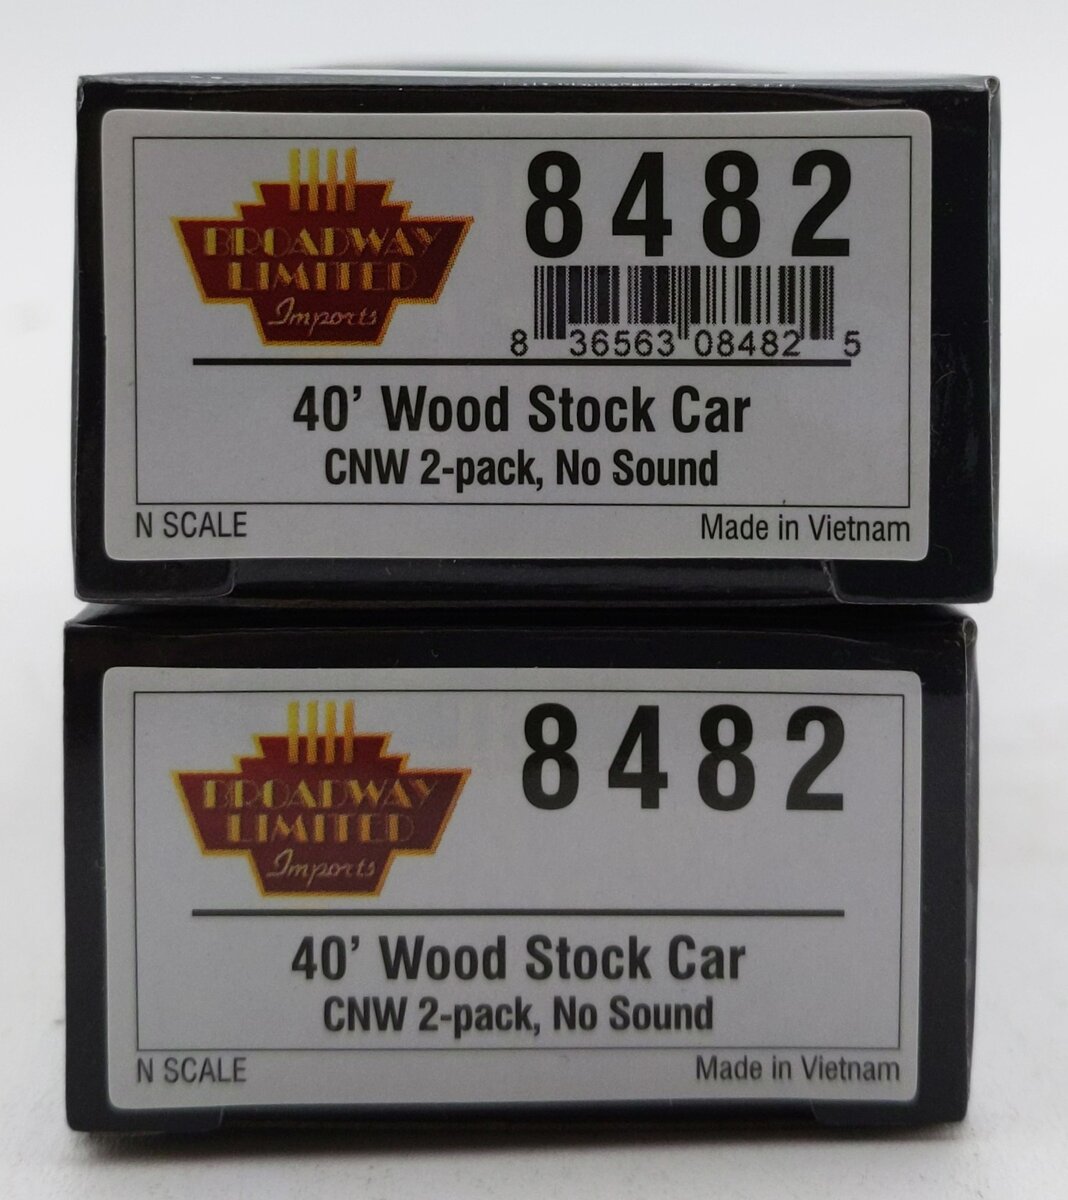 BROADWAY
LIMITED
Imports
8482
8 36563 08482 5
40’ Wood Stock Car
CNW 2-pack, No Sound
N SCALE
Made in Vietnam
BROADWAY
LIMITED
Imports
8482
40’ Wood Stock Car
CNW 2-pack, No Sound
N SCALE
Made in Vietnam